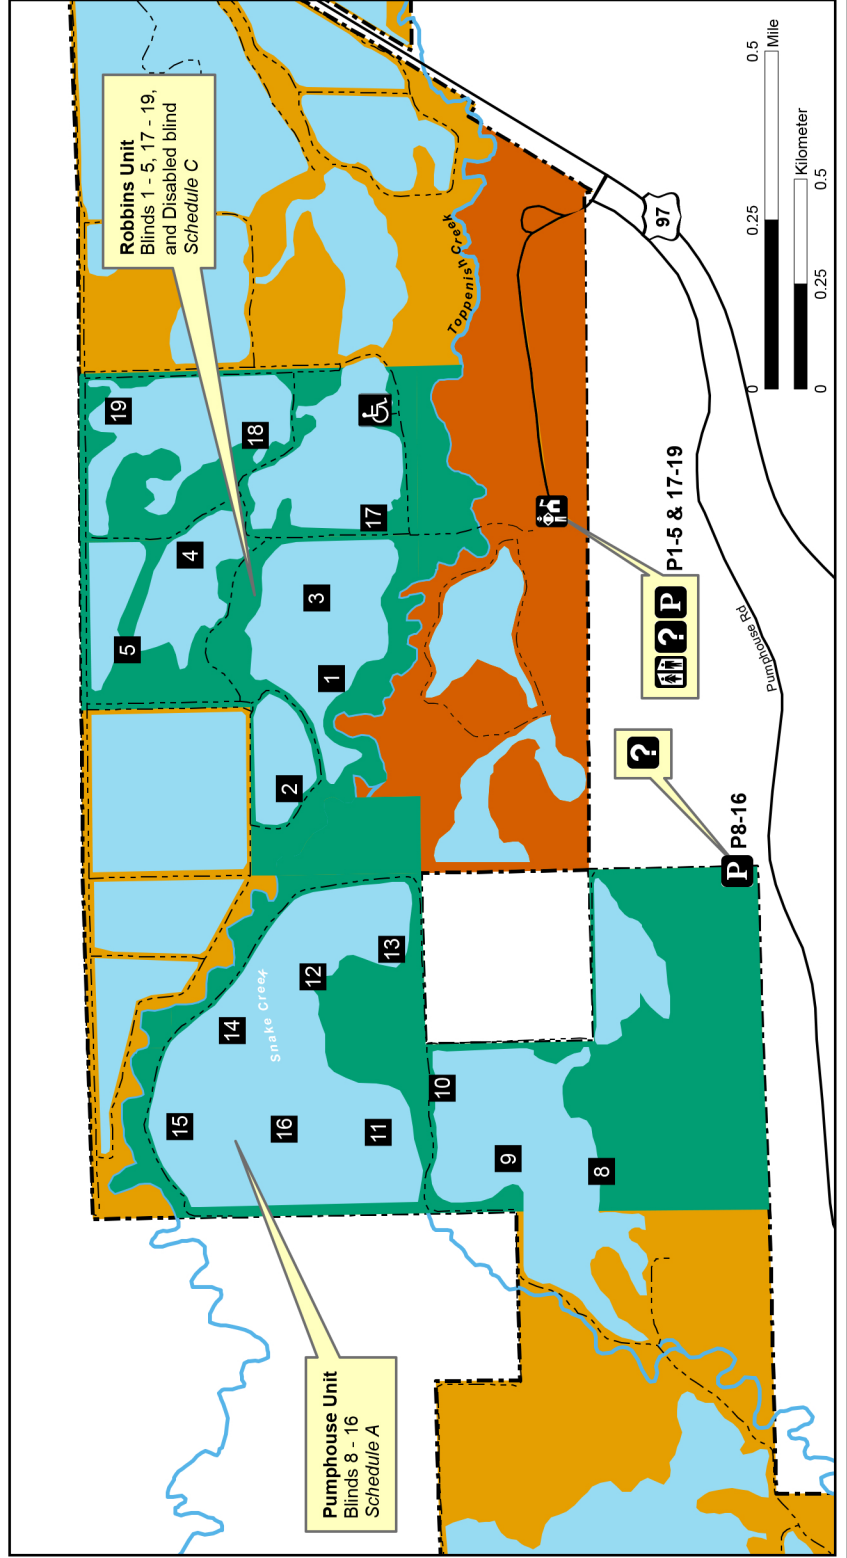 Pumphouse Unit
Blinds 8 - 16
Schedule A
Robbins Unit
Blinds 1 - 5, 17 - 19,
and Disabled blind
Schedule C
15
14
16
12
11
13
Snake Creek
10
9
8
5
4
19
18
2
1
3
17
Toppenish Creek
?
P
P8-16
?
P
P1-5 & 17-19
Pumphouse Rd
97
0
0.25
0.5
Mile
Kilometer
0
0.25
0.5